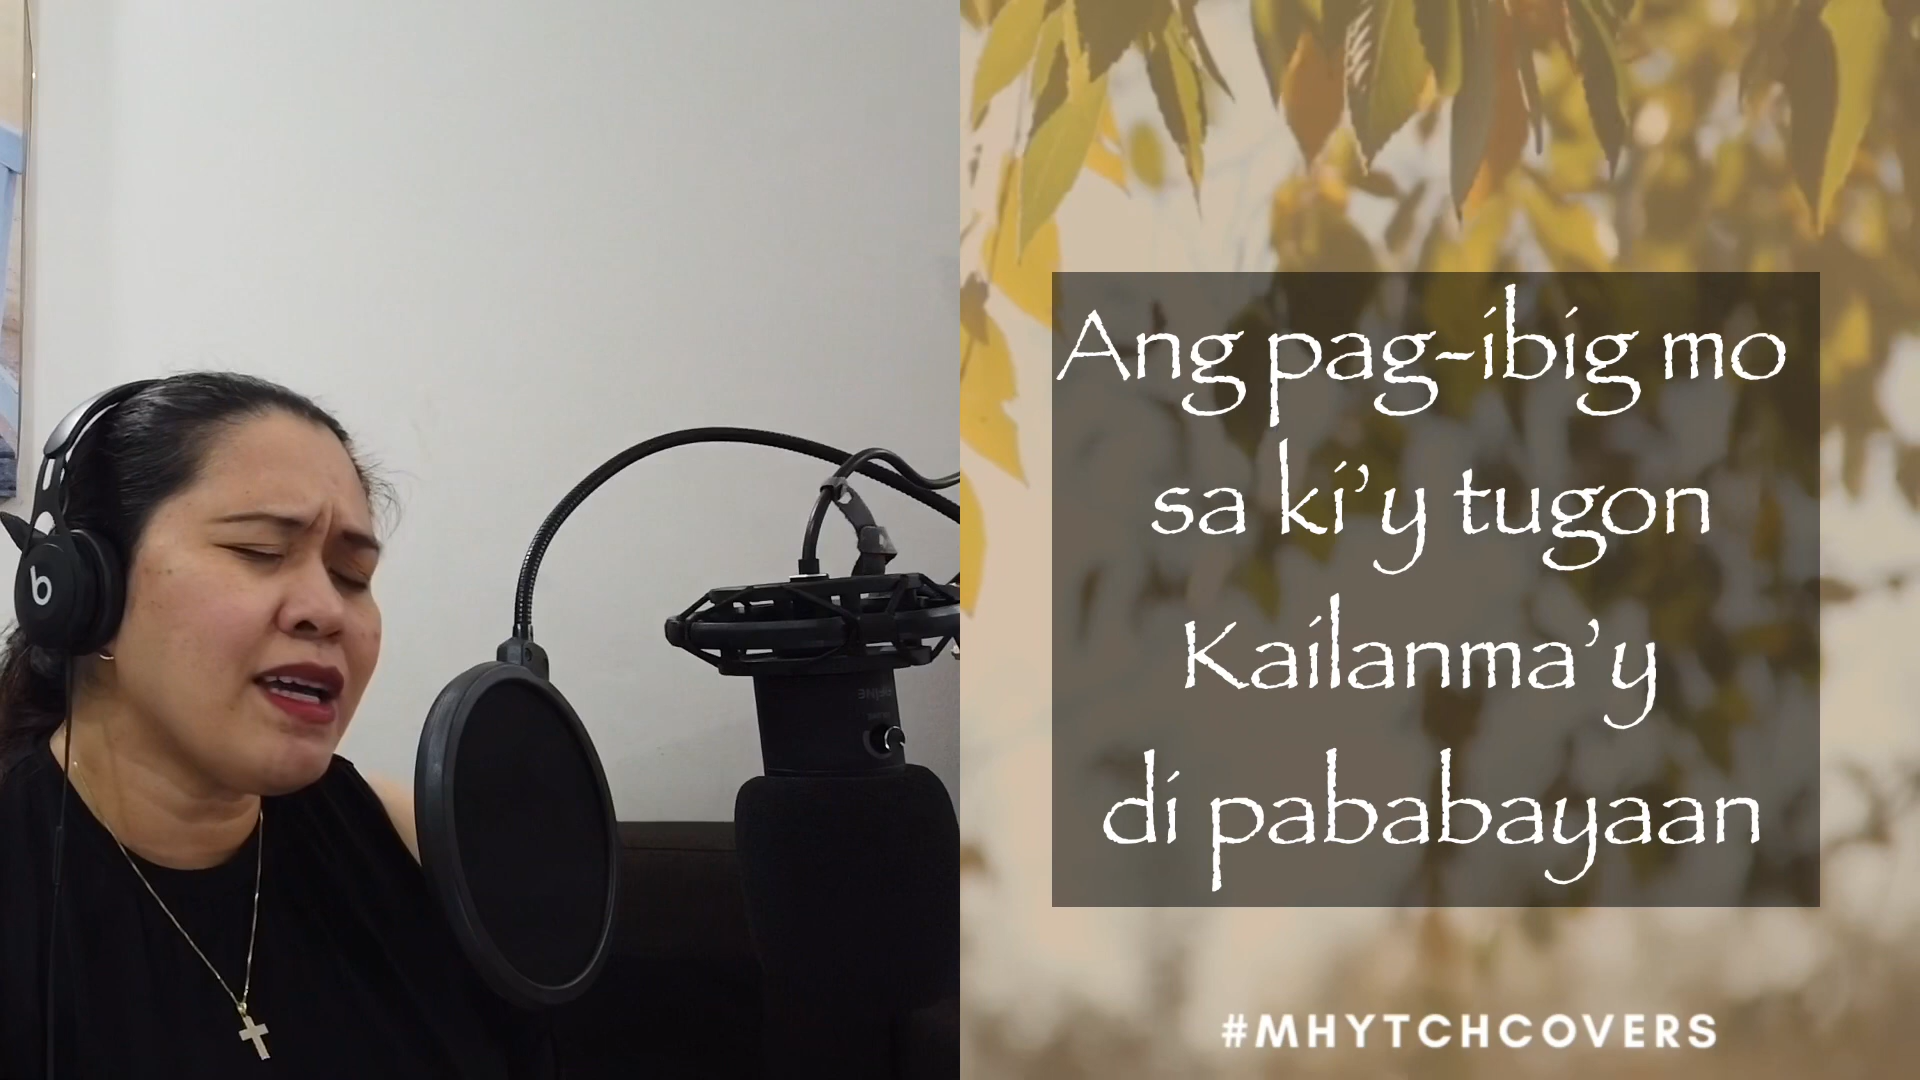 Ang pag-ibig mo
sa ki'y tugon
Kailanma'y
di pababayaan
#MHYTCHCOVERS
b